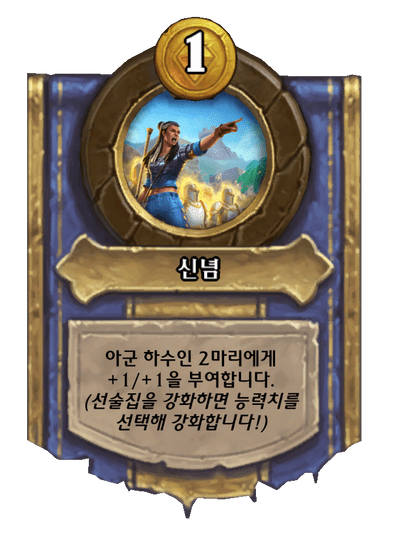 1
신념
아군 하수인 2마리에게
+1/+1을 부여합니다.
(선술집을 강화하면 능력치를
선택해 강화합니다!)